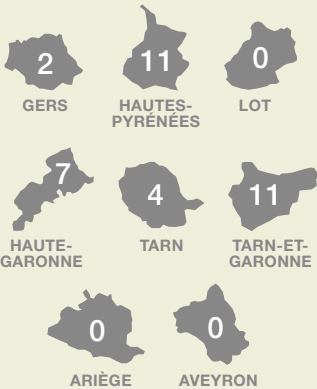 2
GERS
11
HAUTES-
PYRÉNÉES
0
LOT
7
HAUTE-
GARONNE
4
TARN
11
TARN-ET-
GARONNE
0
ARIÈGE
0
AVEYRON